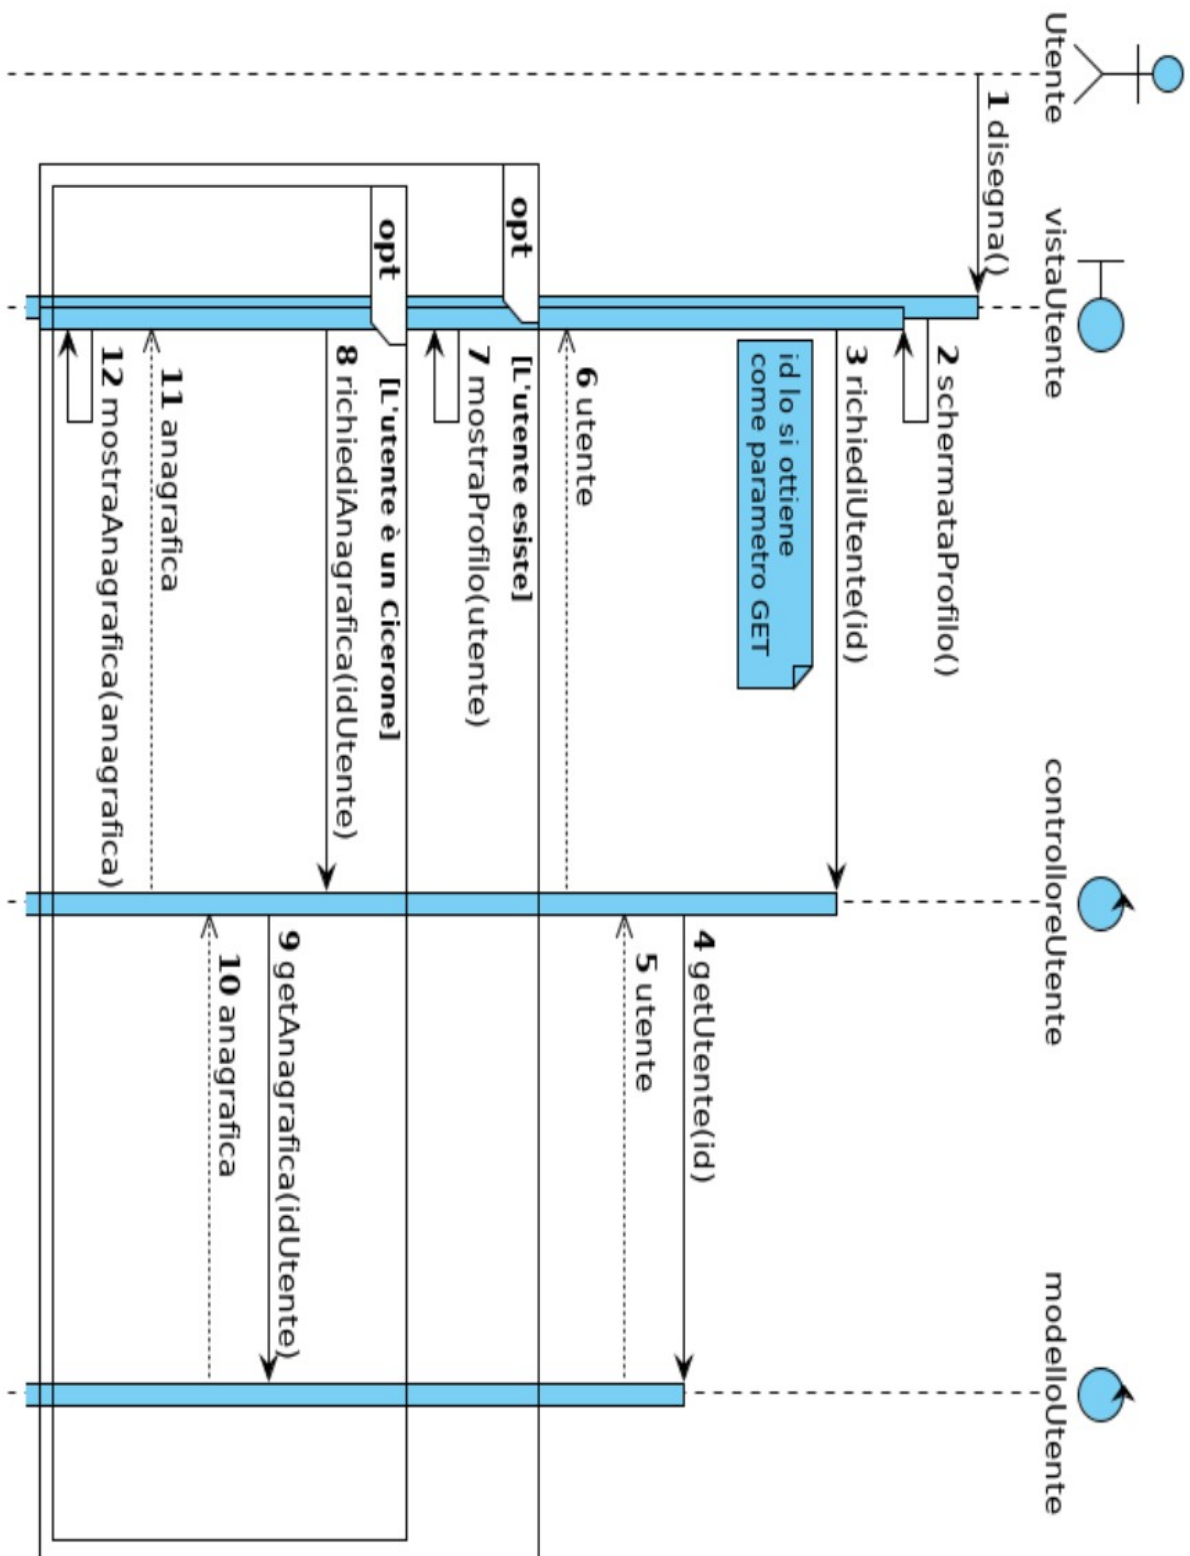 Utente
vistaUtente
controlloreUtente
modelloUtente
1 disegna()
2 schermataProfilo()
3 richiediUtente(id)
id lo si ottiene
come parametro GET
4 getUtente(id)
5 utente
6 utente
opt
[L'utente esiste]
7 mostraProfilo(utente)
opt
[L'utente è un Cicerone]
8 richiediAnagrafica(idUtente)
9 getAnagrafica(idUtente)
10 anagrafica
11 anagrafica
12 mostraAnagrafica(anagrafica)